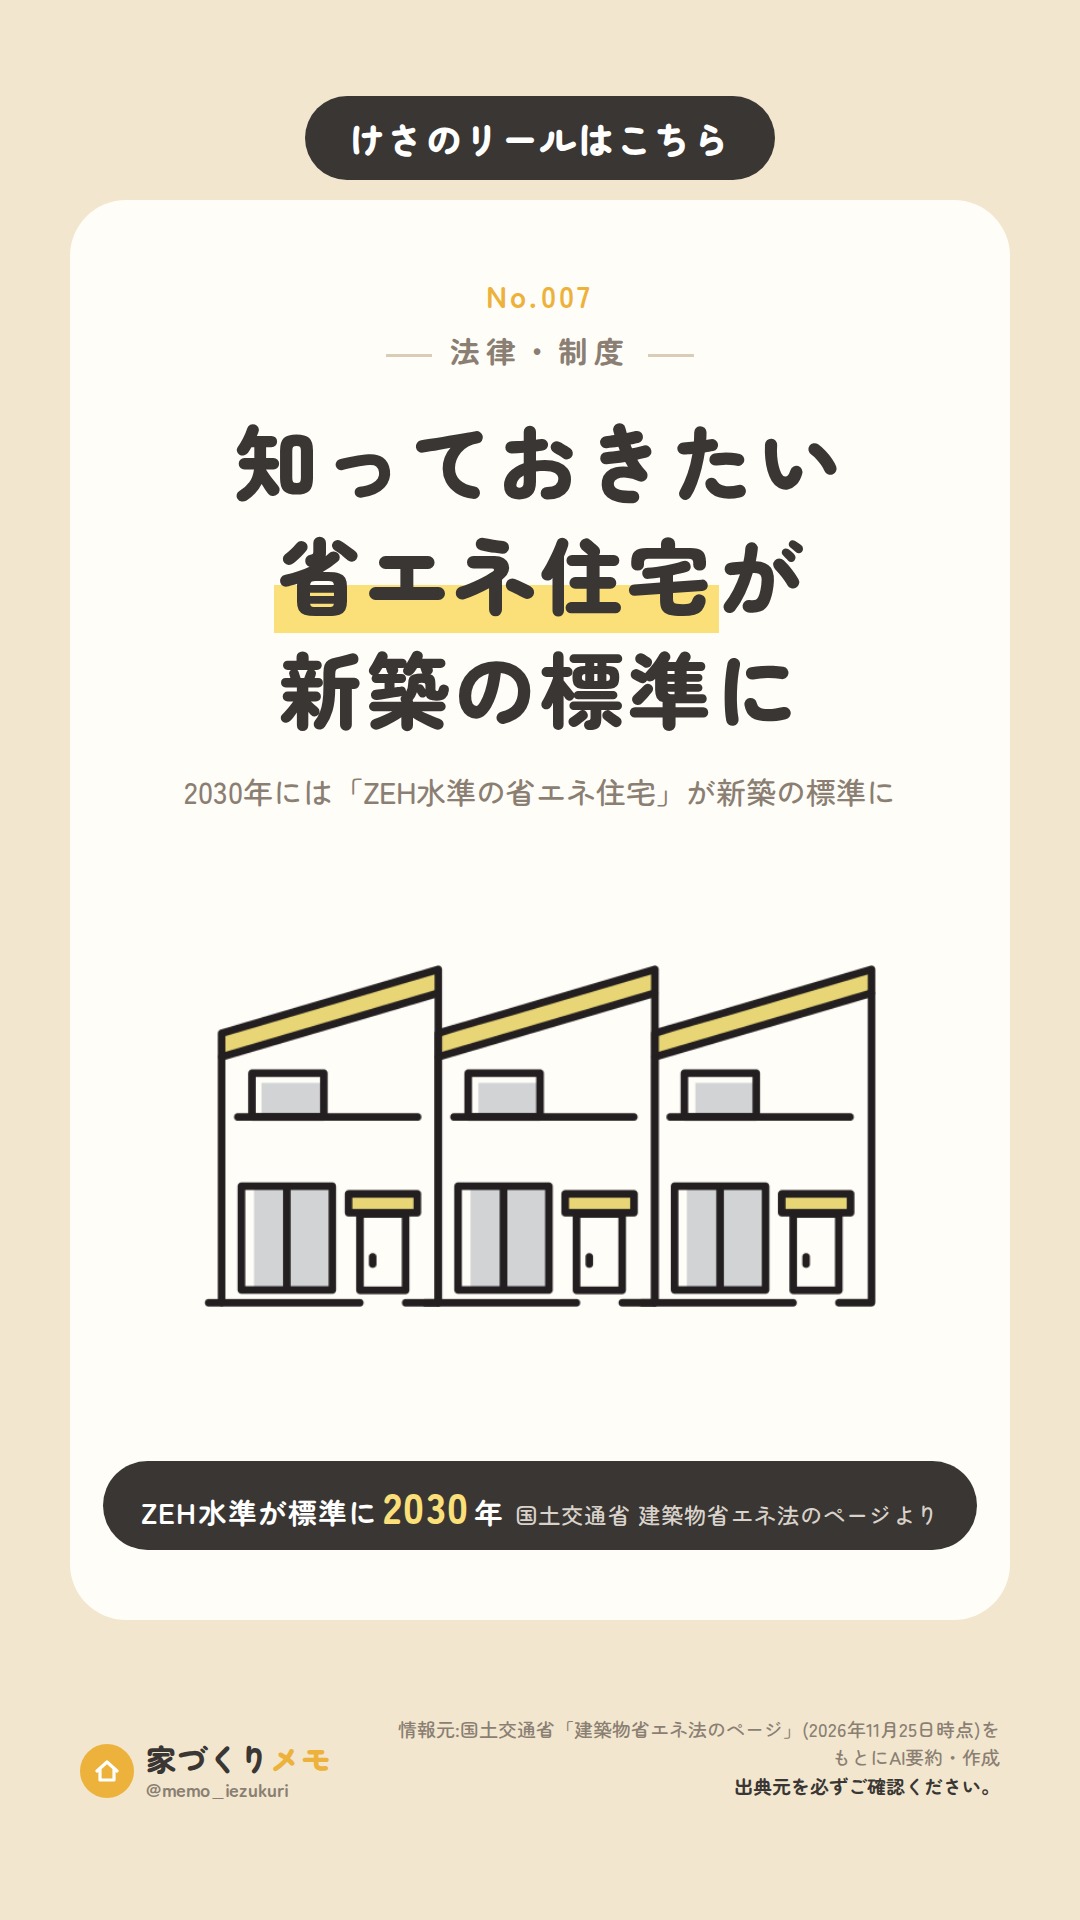 けさのリールはこちら
No.007
法律・制度
知っておきたい
省エネ住宅が
新築の標準に
2030年には「ZEH水準の省エネ住宅」が新築の標準に
ZEH水準が標準に 2030 年 国土交通省 建築物省エネ法のページより
情報元:国土交通省「建築物省エネ法のページ」(2026年11月25日時点)を
もとにAI要約・作成
出典元を必ずご確認ください。
家づくりメモ
@memo_iezukuri